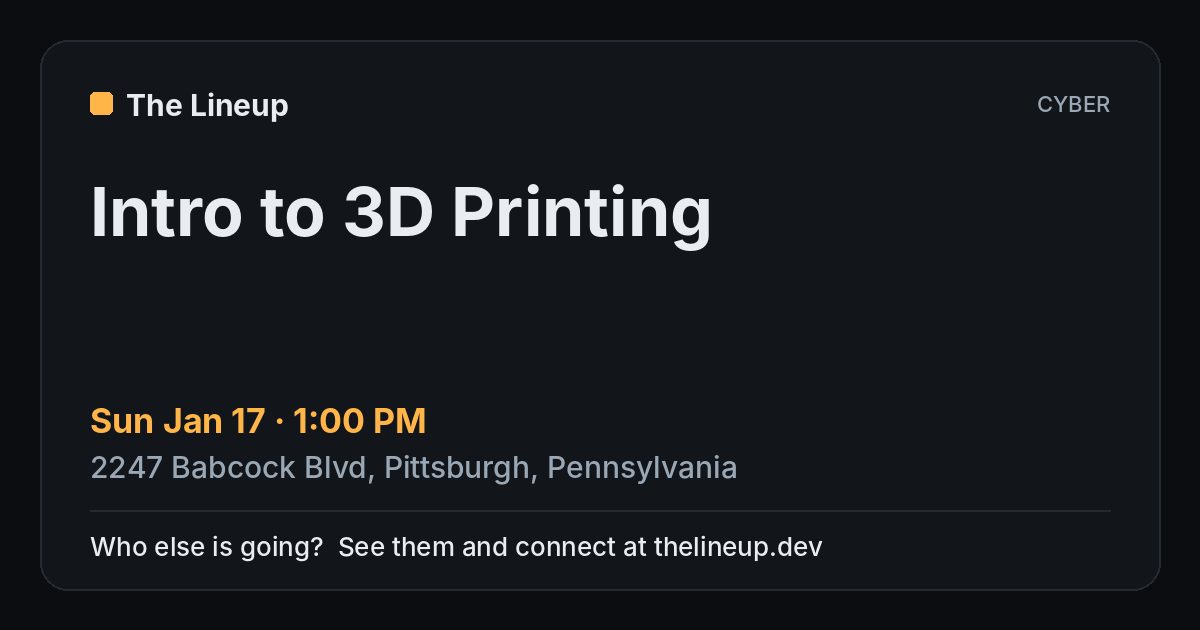 The Lineup
CYBER
Intro to 3D Printing
Sun Jan 17 · 1:00 PM
2247 Babcock Blvd, Pittsburgh, Pennsylvania
Who else is going? See them and connect at thelineup.dev